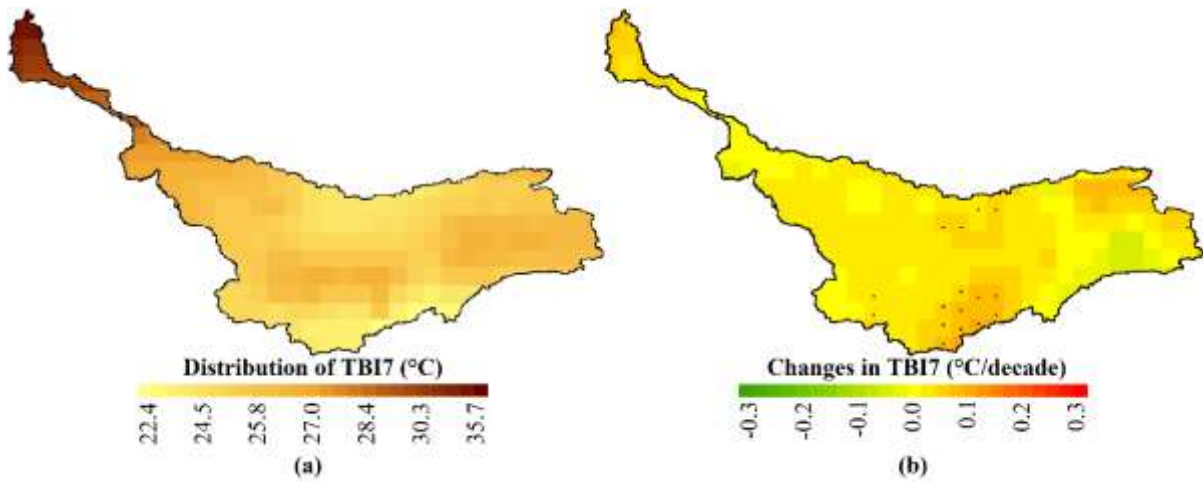 Distribution of TBI7 (°C)
22.4 24.5 25.8 27.0 28.4 30.3 35.7
(a)
Changes in TBI7 (°C/decade)
-0.3 -0.2 -0.1 0.0 0.1 0.2 0.3
(b)